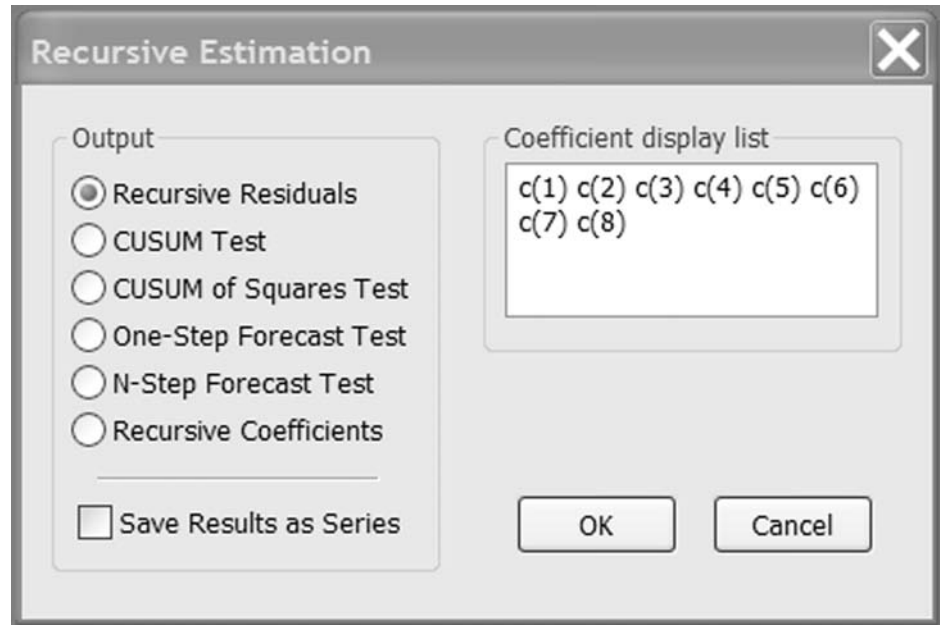 Recursive Estimation
Output
Recursive Residuals
CUSUM Test
CUSUM of Squares Test
One-Step Forecast Test
N-Step Forecast Test
Recursive Coefficients
Save Results as Series
Coefficient display list
c(1) c(2) c(3) c(4) c(5) c(6)
c(7) c(8)
OK
Cancel